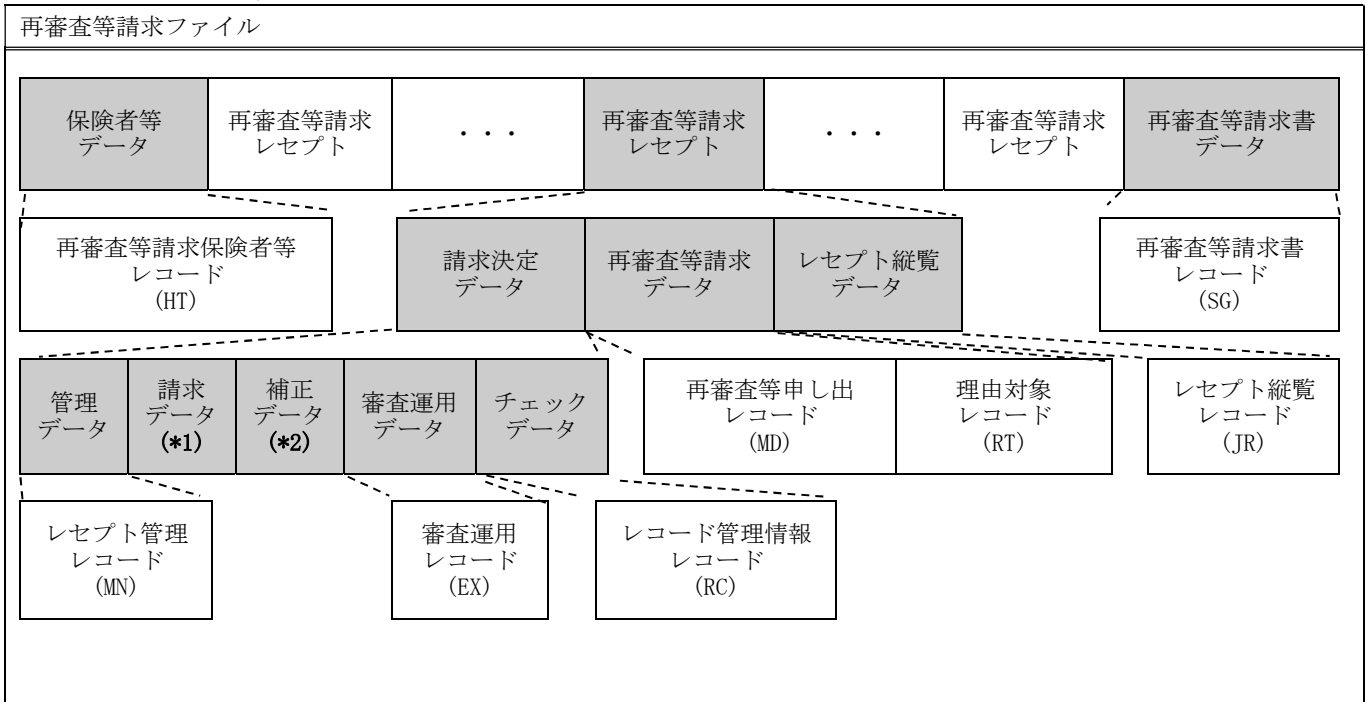 再審査等請求ファイル
保険者等
データ
再審査等請求
レセプト
・・・
再審査等請求
レセプト
・・・
再審査等請求
レセプト
再審査等請求書
データ
再審査等請求保険者等
レコード
(HT)
請求決定
データ
再審査等請求
データ
レセプト縦覧
データ
再審査等請求書
レコード
(SG)
管理
データ
請求
データ
(*1)
補正
データ
(*2)
審査運用
データ
チェック
データ
再審査等申し出
レコード
(MD)
理由対象
レコード
(RT)
レセプト縦覧
レコード
(JR)
レセプト管理
レコード
(MN)
審査運用
レコード
(EX)
レコード管理情報
レコード
(RC)